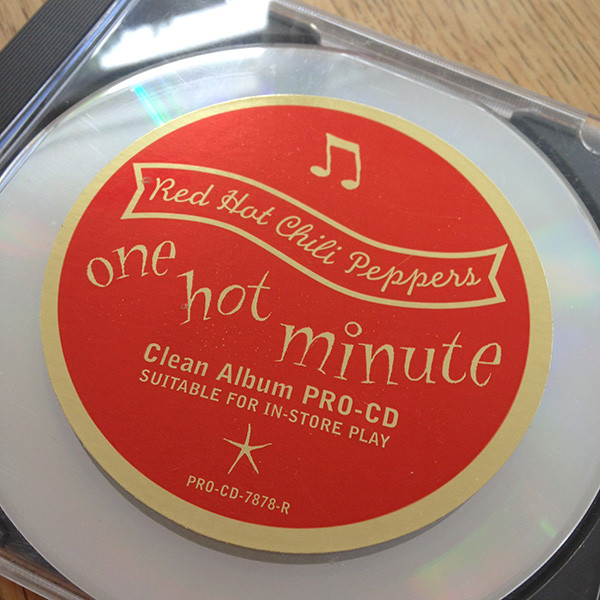 Red Hot Chili Peppers
one hot minute
Clean Album PRO-CD
SUITABLE FOR IN-STORE PLAY
PRO-CD-7878-R